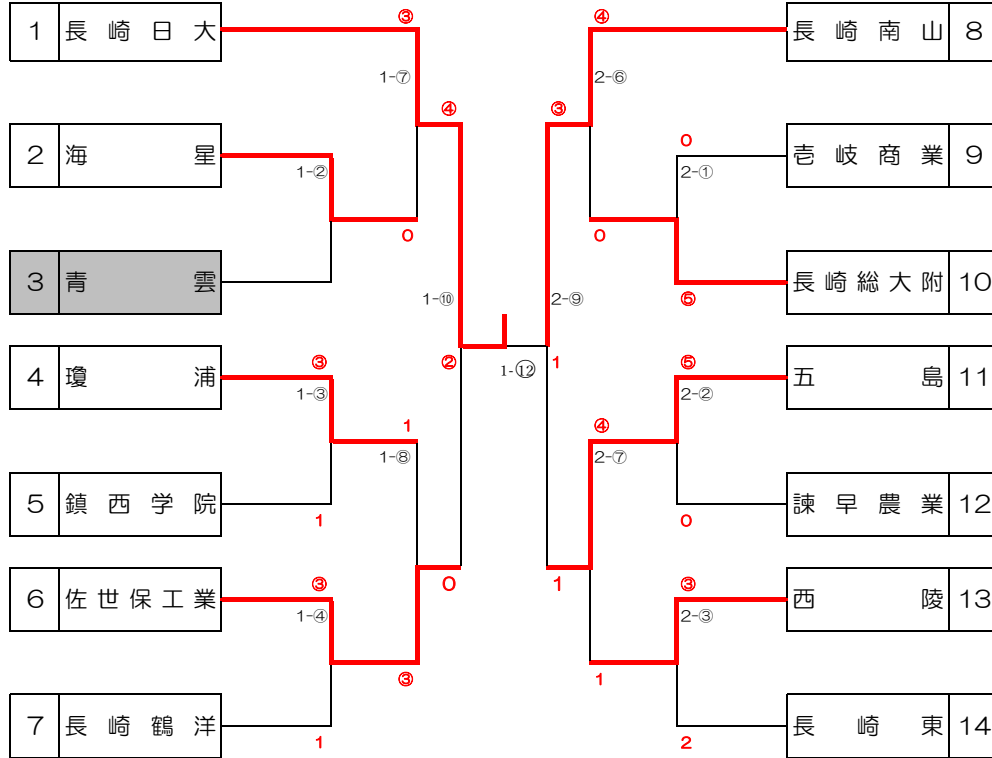 ③ ④
1 長崎日大 長崎南山 8
1-⑦ 2-⑥
④ ③
0
2 海星 壱岐商業 9
1-② 2-①
0 0
3 青雲 長崎総大附 10
1-⑩ 2-⑨ ⑤
③ ② 1-⑫ 1 ⑤
4 瓊浦 五島 11
1-③ 2-②
1 ④
1-⑧ 2-⑦
5 鎮西学院 諫早農業 12
1 0
③ 0 1 ③
6 佐世保工業 西陵 13
1-④ 2-③
③ 1
7 長崎鶴洋 長崎東 14
1 2